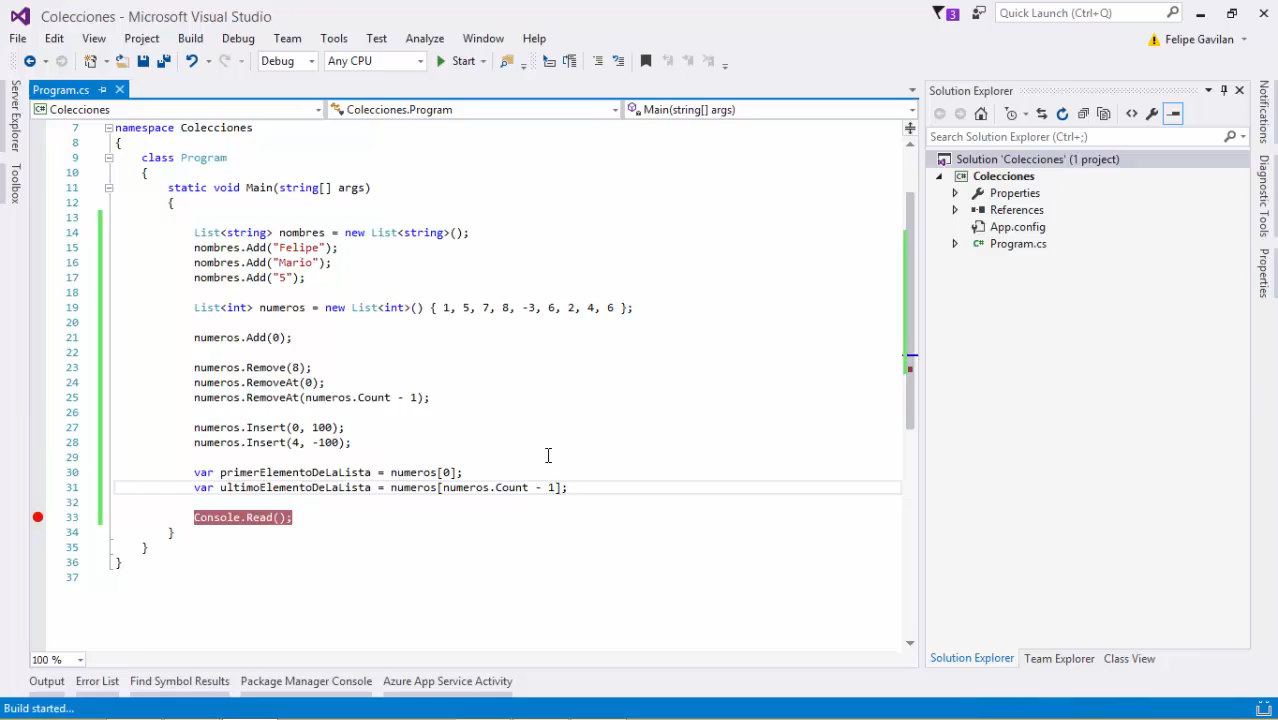 Colecciones - Microsoft Visual Studio
3
Quick Launch (Ctrl+Q)
File Edit View Project Build Debug Team Tools Test Analyze Window Help
Felipe Gavilan
Debug Any CPU Start
Server Explorer
Toolbox
Program.cs
Colecciones Colecciones.Program Main(string[] args)
7 namespace Colecciones
8 {
9 class Program
10 {
11 static void Main(string[] args)
12 {
13
14 List<string> nombres = new List<string>();
15 nombres.Add("Felipe");
16 nombres.Add("Mario");
17 nombres.Add("5");
18
19 List<int> numeros = new List<int>() { 1, 5, 7, 8, -3, 6, 2, 4, 6 };
20
21 numeros.Add(0);
22
23 numeros.Remove(8);
24 numeros.RemoveAt(0);
25 numeros.RemoveAt(numeros.Count - 1);
26
27 numeros.Insert(0, 100);
28 numeros.Insert(4, -100);
29
30 var primerElementoDeLaLista = numeros[0];
31 var ultimoElementoDeLaLista = numeros[numeros.Count - 1];
32
33 Console.Read();
34 }
35 }
36 }
37
100 %
Solution Explorer
Search Solution Explorer (Ctrl+;)
Solution 'Colecciones' (1 project)
Colecciones
Properties
References
App.config
Program.cs
Solution Explorer Team Explorer Class View
Notifications
Diagnostic Tools
Properties
Output Error List Find Symbol Results Package Manager Console Azure App Service Activity
Build started...